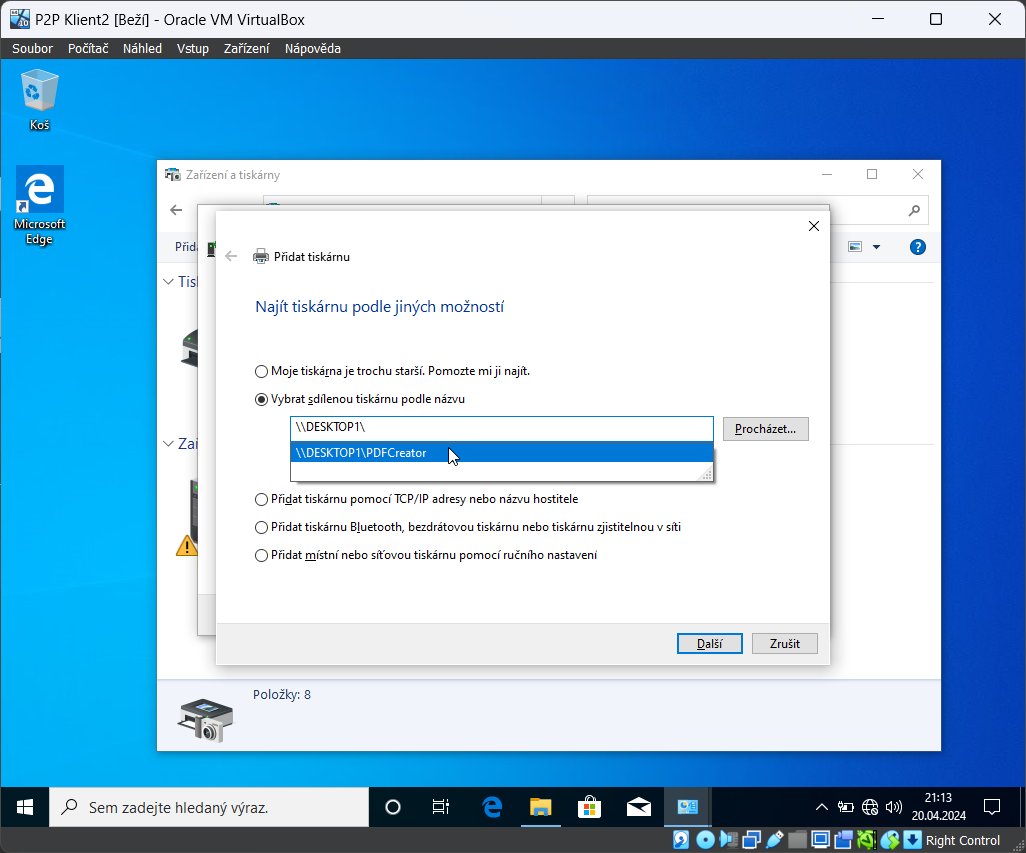 P2P Klient2 [Beží] - Oracle VM VirtualBox
Soubor Počítač Náhled Vstup Zařízení Nápověda
Koš
Microsoft
Edge
Zařízení a tiskárny
Přid
Tisk
Zař
Přidat tiskárnu
Najít tiskárnu podle jiných možností
Moje tiskárna je trochu starší. Pomozte mi ji najít.
Vybrat sdílenou tiskárnu podle názvu
\\DESKTOP1\
Procházet...
\\DESKTOP1\PDFCreator
Přidat tiskárnu pomocí TCP/IP adresy nebo názvu hostitele
Přidat tiskárnu Bluetooth, bezdrátovou tiskárnu nebo tiskárnu zjistitelnou v síti
Přidat místní nebo síťovou tiskárnu pomocí ručního nastavení
Další Zrušit
Položky: 8
Sem zadejte hledaný výraz.
21:13
20.04.2024
Right Control